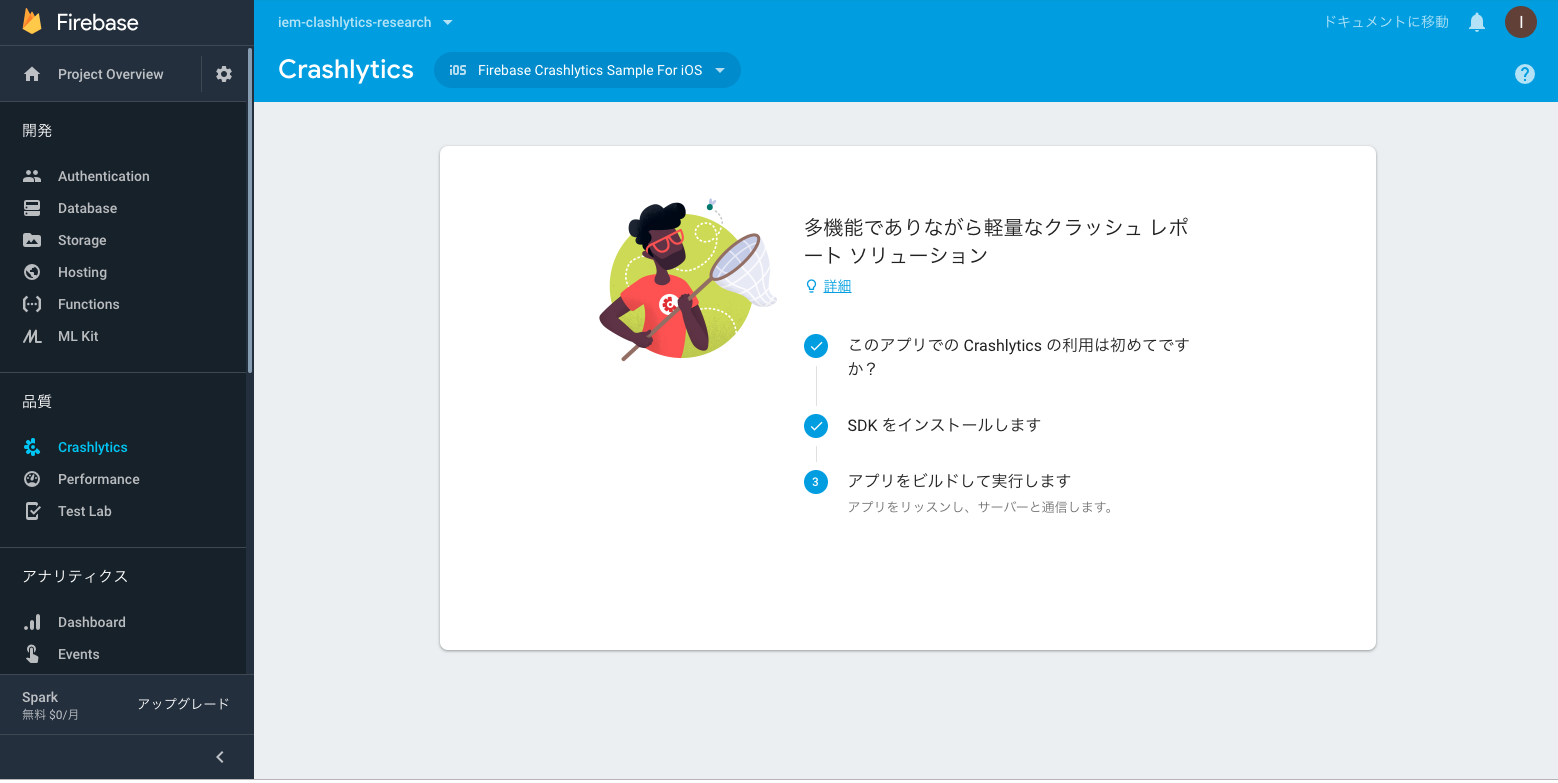 Firebase
Project Overview
開発
Authentication
Database
Storage
Hosting
Functions
ML Kit
品質
Crashlytics
Performance
Test Lab
アナリティクス
Dashboard
Events
Spark
無料 $0/月
アップグレード
iem-clashlytics-research
ドキュメントに移動
I
Crashlytics
iOS Firebase Crashlytics Sample For iOS
?
多機能でありながら軽量なクラッシュ レポ
ート ソリューション
詳細
このアプリでの Crashlytics の利用は初めてです
か？
SDK をインストールします
3 アプリをビルドして実行します
アプリをリッスンし、サーバーと通信します。